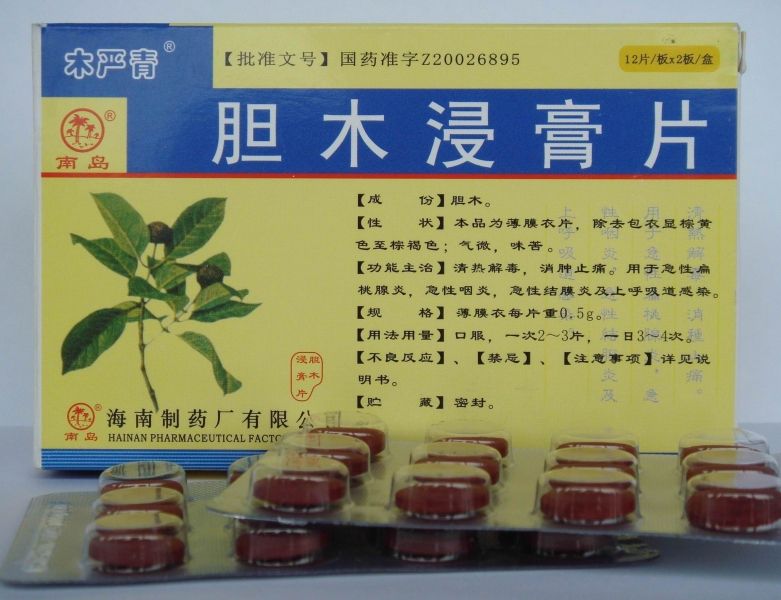 木严青®
【批准文号】国药准字Z20026895
12片/板x2板/盒
®
南岛
胆木浸膏片
【成 份】胆木。
【性 状】本品为薄膜衣片，除去包衣显棕黄
色至棕褐色；气微，味苦。
【功能主治】清热解毒，消肿止痛。用于急性扁
桃腺炎，急性咽炎，急性结膜炎及上呼吸道感染。
【规 格】薄膜衣每片重0.5g。
【用法用量】口服，一次2～3片，一日3～4次。
【不良反应】、【禁忌】、【注意事项】详见说
明书。
【贮 藏】密封。
胆木
浸膏片
®
南岛
海南制药厂有限公
HAINAN PHARMACEUTICAL FACTO